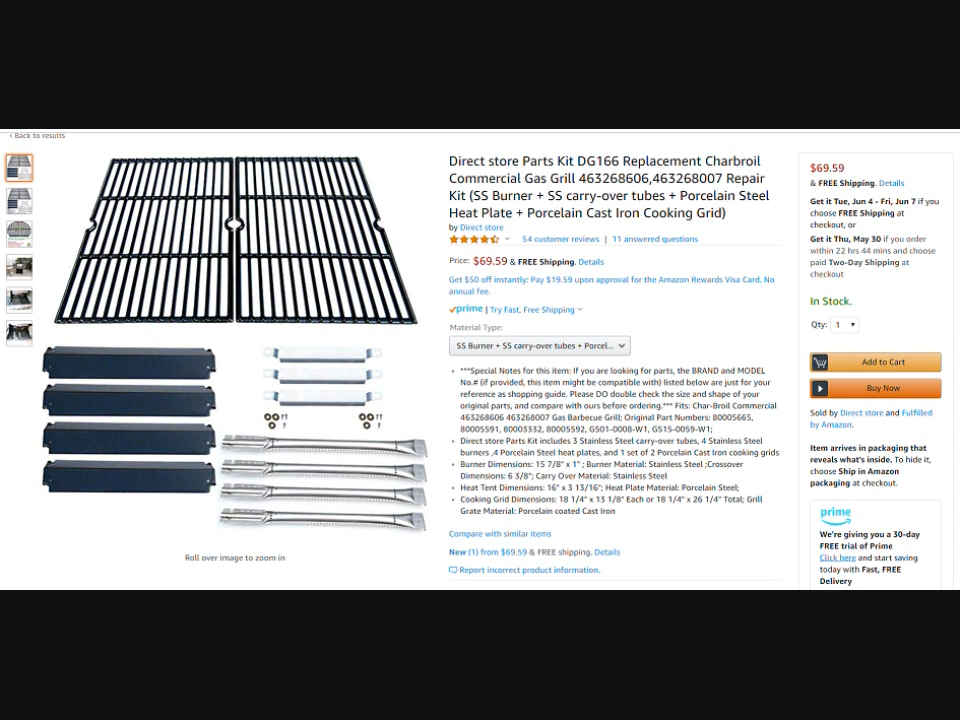 ‹ Back to results
Direct store Parts Kit DG166 Replacement Charbroil
Commercial Gas Grill 463268606,463268007 Repair
Kit (SS Burner + SS carry-over tubes + Porcelain Steel
Heat Plate + Porcelain Cast Iron Cooking Grid)
by Direct store
54 customer reviews | 11 answered questions
Price: $69.59 & FREE Shipping. Details
Get $50 off instantly: Pay $19.59 upon approval for the Amazon Rewards Visa Card. No
annual fee.
prime | Try Fast, Free Shipping
Material Type:
SS Burner + SS carry-over tubes + Porcel...
• ***Special Notes for this item: If you are looking for parts, the BRAND and MODEL
No.# (if provided, this item might be compatible with) listed below are just for your
reference as shopping guide. Please DO double check the size and shape of your
original parts, and compare with ours before ordering.*** Fits: Char-Broil Commercial
463268606 463268007 Gas Barbecue Grill; Original Part Numbers: 80005665,
80005591, 80003332, 80005592, G501-0008-W1, G515-0059-W1;
• Direct store Parts Kit includes 3 Stainless Steel carry-over tubes, 4 Stainless Steel
burners ,4 Porcelain Steel heat plates, and 1 set of 2 Porcelain Cast Iron cooking grids
• Burner Dimensions: 15 7/8" x 1" ; Burner Material: Stainless Steel ;Crossover
Dimensions: 6 3/8"; Carry Over Material: Stainless Steel
• Heat Tent Dimensions: 16" x 3 13/16"; Heat Plate Material: Porcelain Steel;
• Cooking Grid Dimensions: 18 1/4" x 13 1/8" Each or 18 1/4" x 26 1/4" Total; Grill
Grate Material: Porcelain coated Cast Iron
Compare with similar items
New (1) from $69.59 & FREE shipping. Details
Report incorrect product information.
Roll over image to zoom in
$69.59
& FREE Shipping. Details
Get it Tue, Jun 4 - Fri, Jun 7 if you
choose FREE Shipping at
checkout, or
Get it Thu, May 30 if you order
within 22 hrs 44 mins and choose
paid Two-Day Shipping at
checkout
In Stock.
Qty: 1
Add to Cart
Buy Now
Sold by Direct store and Fulfilled
by Amazon.
Item arrives in packaging that
reveals what's inside. To hide it,
choose Ship in Amazon
packaging at checkout.
prime
We're giving you a 30-day
FREE trial of Prime
Click here and start saving
today with Fast, FREE
Delivery